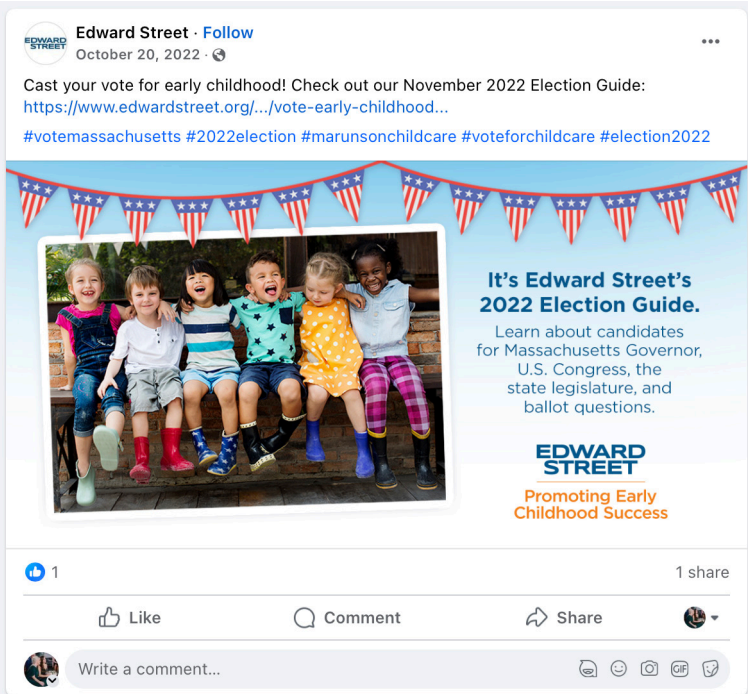 EDWARD
STREET
Edward Street · Follow
October 20, 2022 ·
Cast your vote for early childhood! Check out our November 2022 Election Guide:
https://www.edwardstreet.org/.../vote-early-childhood...
#votemassachusetts #2022election #marunsonchildcare #voteforchildcare #election2022
It's Edward Street's
2022 Election Guide.
Learn about candidates
for Massachusetts Governor,
U.S. Congress, the
state legislature, and
ballot questions.
EDWARD
STREET
Promoting Early
Childhood Success
1
1 share
Like
Comment
Share
Write a comment...
GIF